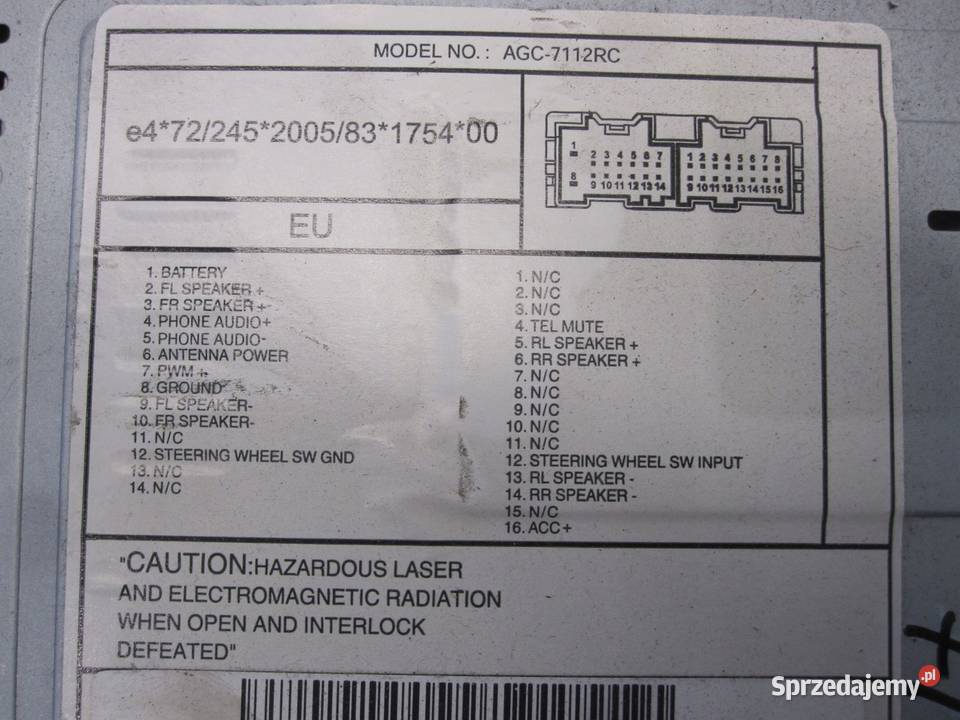 MODEL NO. : AGC-7112RC
e4*72/245*2005/83*1754*00
1 2 3 4 5 6 7 1 2 3 4 5 6 7 8
8 9 10 11 12 13 14 9 10 11 12 13 14 15 16
EU
1. BATTERY
2. FL SPEAKER +
3. FR SPEAKER +
4. PHONE AUDIO+
5. PHONE AUDIO-
6. ANTENNA POWER
7. PWM +
8. GROUND
9. FL SPEAKER-
10. FR SPEAKER-
11. N/C
12. STEERING WHEEL SW GND
13. N/C
14. N/C
1. N/C
2. N/C
3. N/C
4. TEL MUTE
5. RL SPEAKER +
6. RR SPEAKER +
7. N/C
8. N/C
9. N/C
10. N/C
11. N/C
12. STEERING WHEEL SW INPUT
13. RL SPEAKER -
14. RR SPEAKER -
15. N/C
16. ACC+
"CAUTION:HAZARDOUS LASER
AND ELECTROMAGNETIC RADIATION
WHEN OPEN AND INTERLOCK
DEFEATED"
Sprzedajemy.pl